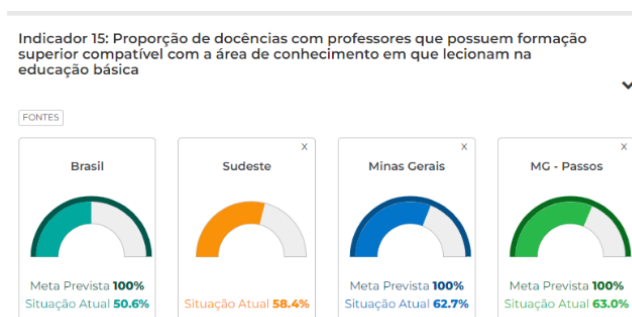 Indicador 15: Proporção de docências com professores que possuem formação
superior compatível com a área de conhecimento em que lecionam na
educação básica
FONTES
Brasil
Meta Prevista 100%
Situação Atual 50.6%
X
Sudeste
Situação Atual 58.4%
X
Minas Gerais
Meta Prevista 100%
Situação Atual 62.7%
X
MG - Passos
Meta Prevista 100%
Situação Atual 63.0%